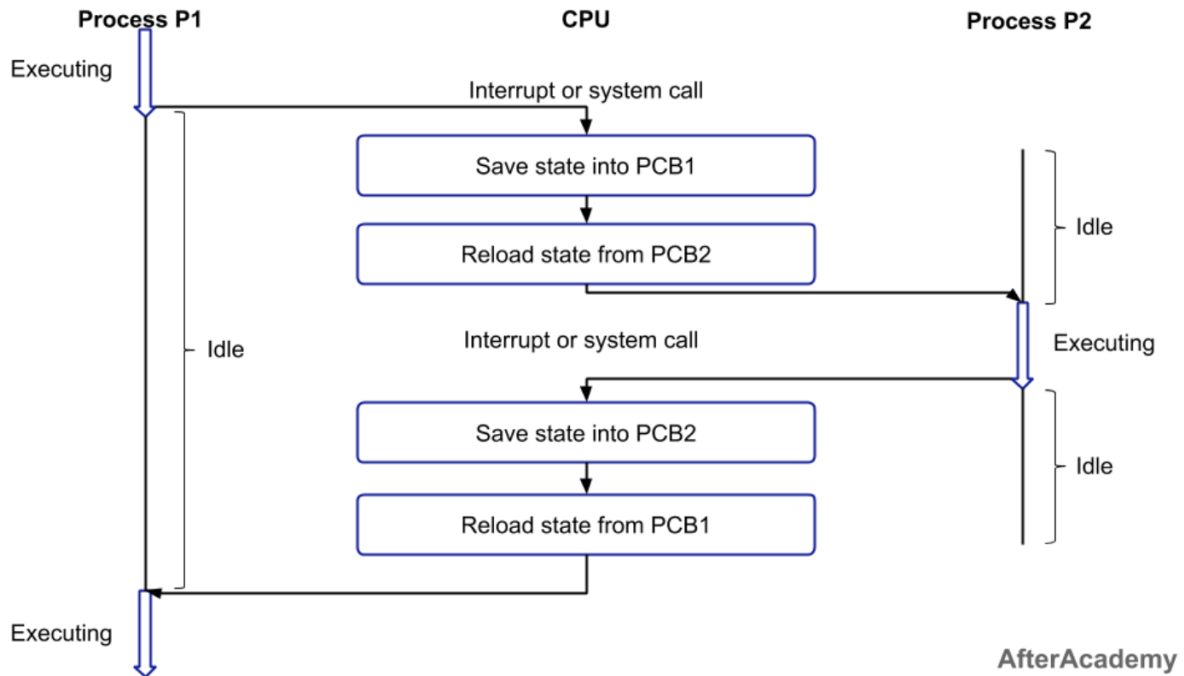 Process P1
CPU
Process P2
Executing
Interrupt or system call
Save state into PCB1
Idle
Reload state from PCB2
Interrupt or system call
Executing
Idle
Save state into PCB2
Idle
Reload state from PCB1
Executing
AfterAcademy